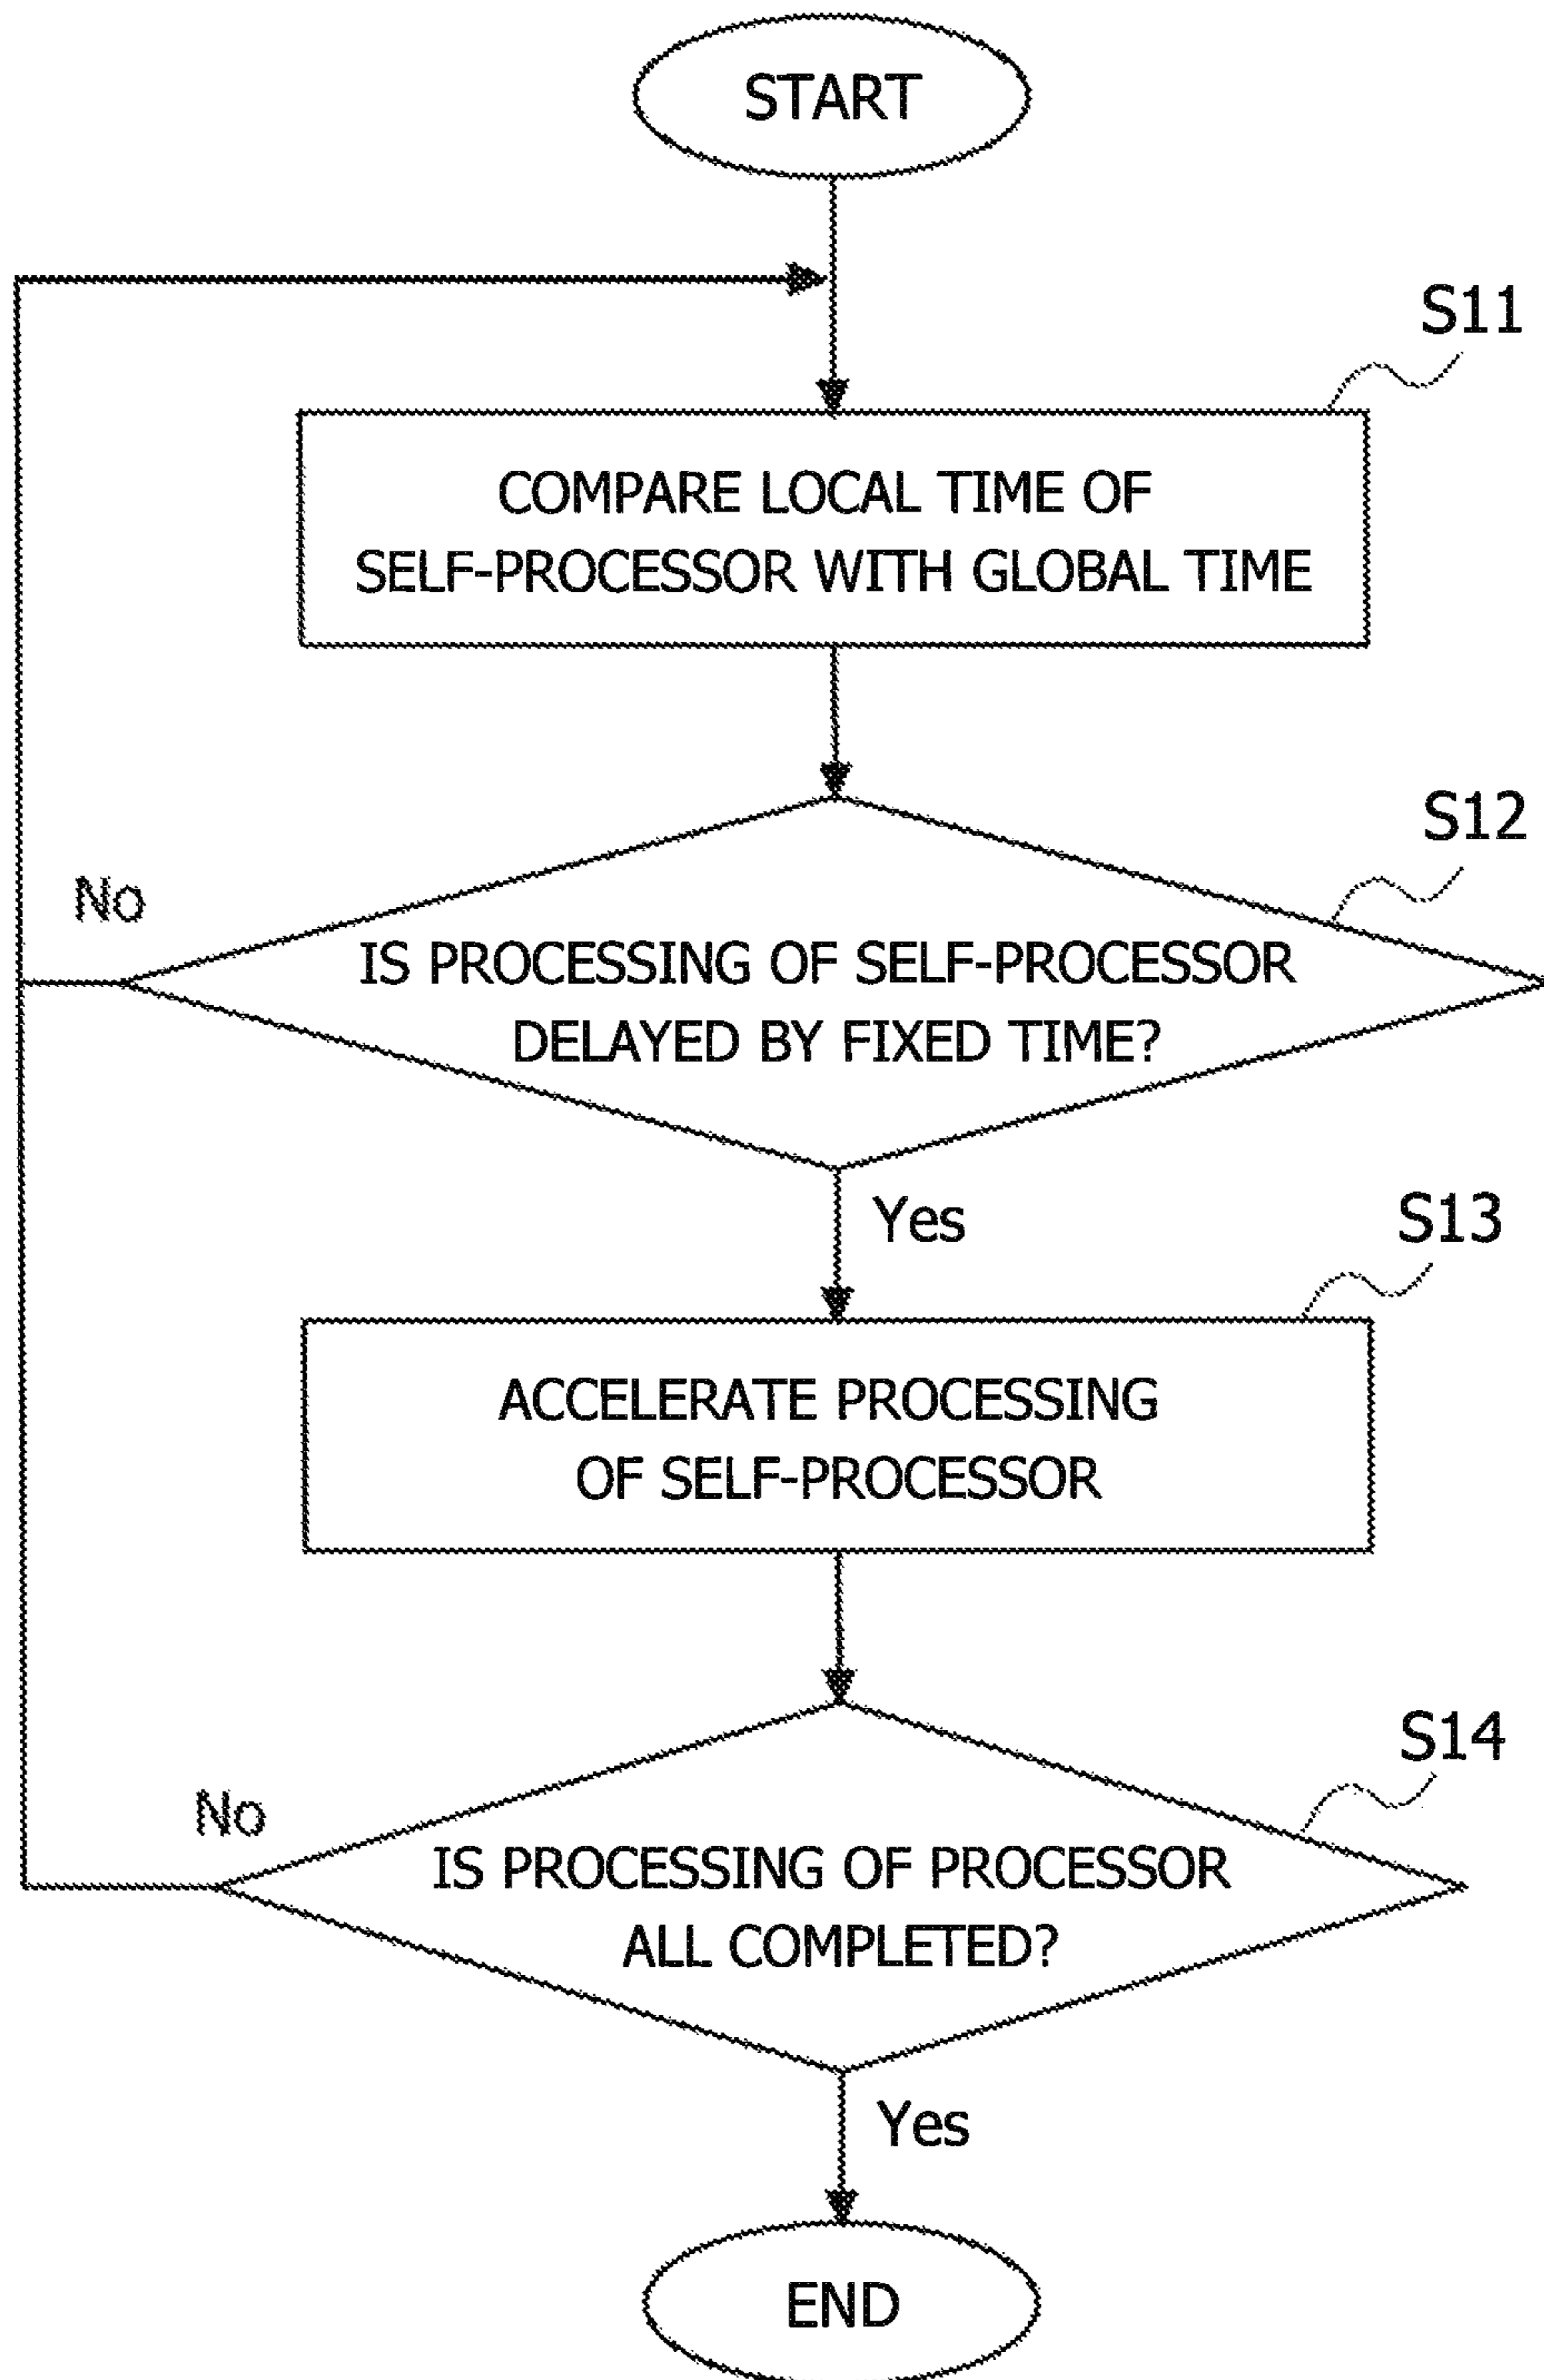 START
S11
COMPARE LOCAL TIME OF
SELF-PROCESSOR WITH GLOBAL TIME
S12
No
IS PROCESSING OF SELF-PROCESSOR
DELAYED BY FIXED TIME?
Yes
S13
ACCELERATE PROCESSING
OF SELF-PROCESSOR
S14
No
IS PROCESSING OF PROCESSOR
ALL COMPLETED?
Yes
END